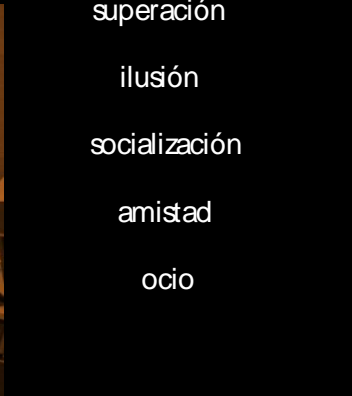 superación
ilusión
socialización
amistad
ocio